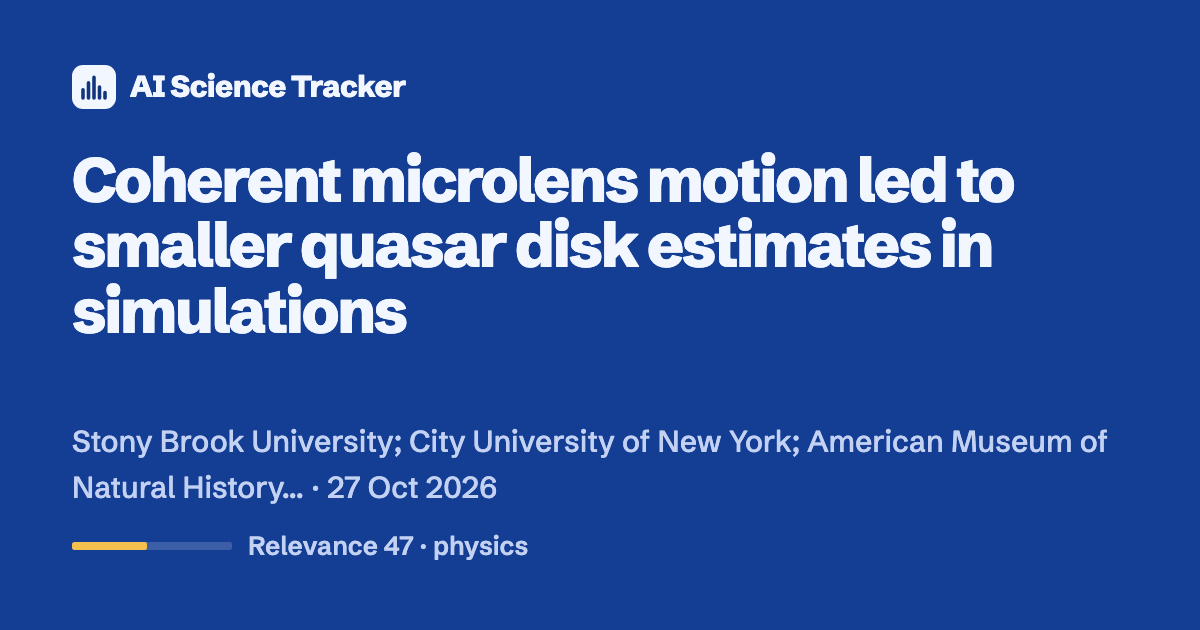 AI Science Tracker
Coherent microlens motion led to
smaller quasar disk estimates in
simulations
Stony Brook University; City University of New York; American Museum of
Natural History... · 27 Oct 2026
Relevance 47 · physics